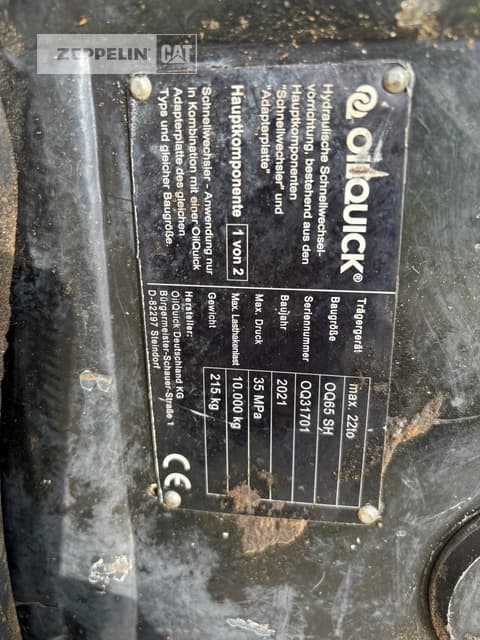 ZEPPELIN CAT
OilQUICK®
Hydraulische Schnellwechsel-
vorrichtung, bestehend aus den
Hauptkomponenten
"Schnellwechsler" und
"Adapterplatte"
Hauptkomponente 1 von 2
Schnellwechsler - Anwendung nur
in Kombination mit einer OilQuick
Adapterplatte des gleichen
Typs und gleicher Baugröße.
Trägergerät max. 22to
Baugröße OQ65 SH
Seriennummer OQ31701
Baujahr 2021
Max. Druck 35 MPa
Max. Lasthakenlast 10.000 kg
Gewicht 215 kg
Hersteller:
OilQuick Deutschland KG
Bürgermeister-Schauer-Straße 1
D-82297 Steindorf
CE